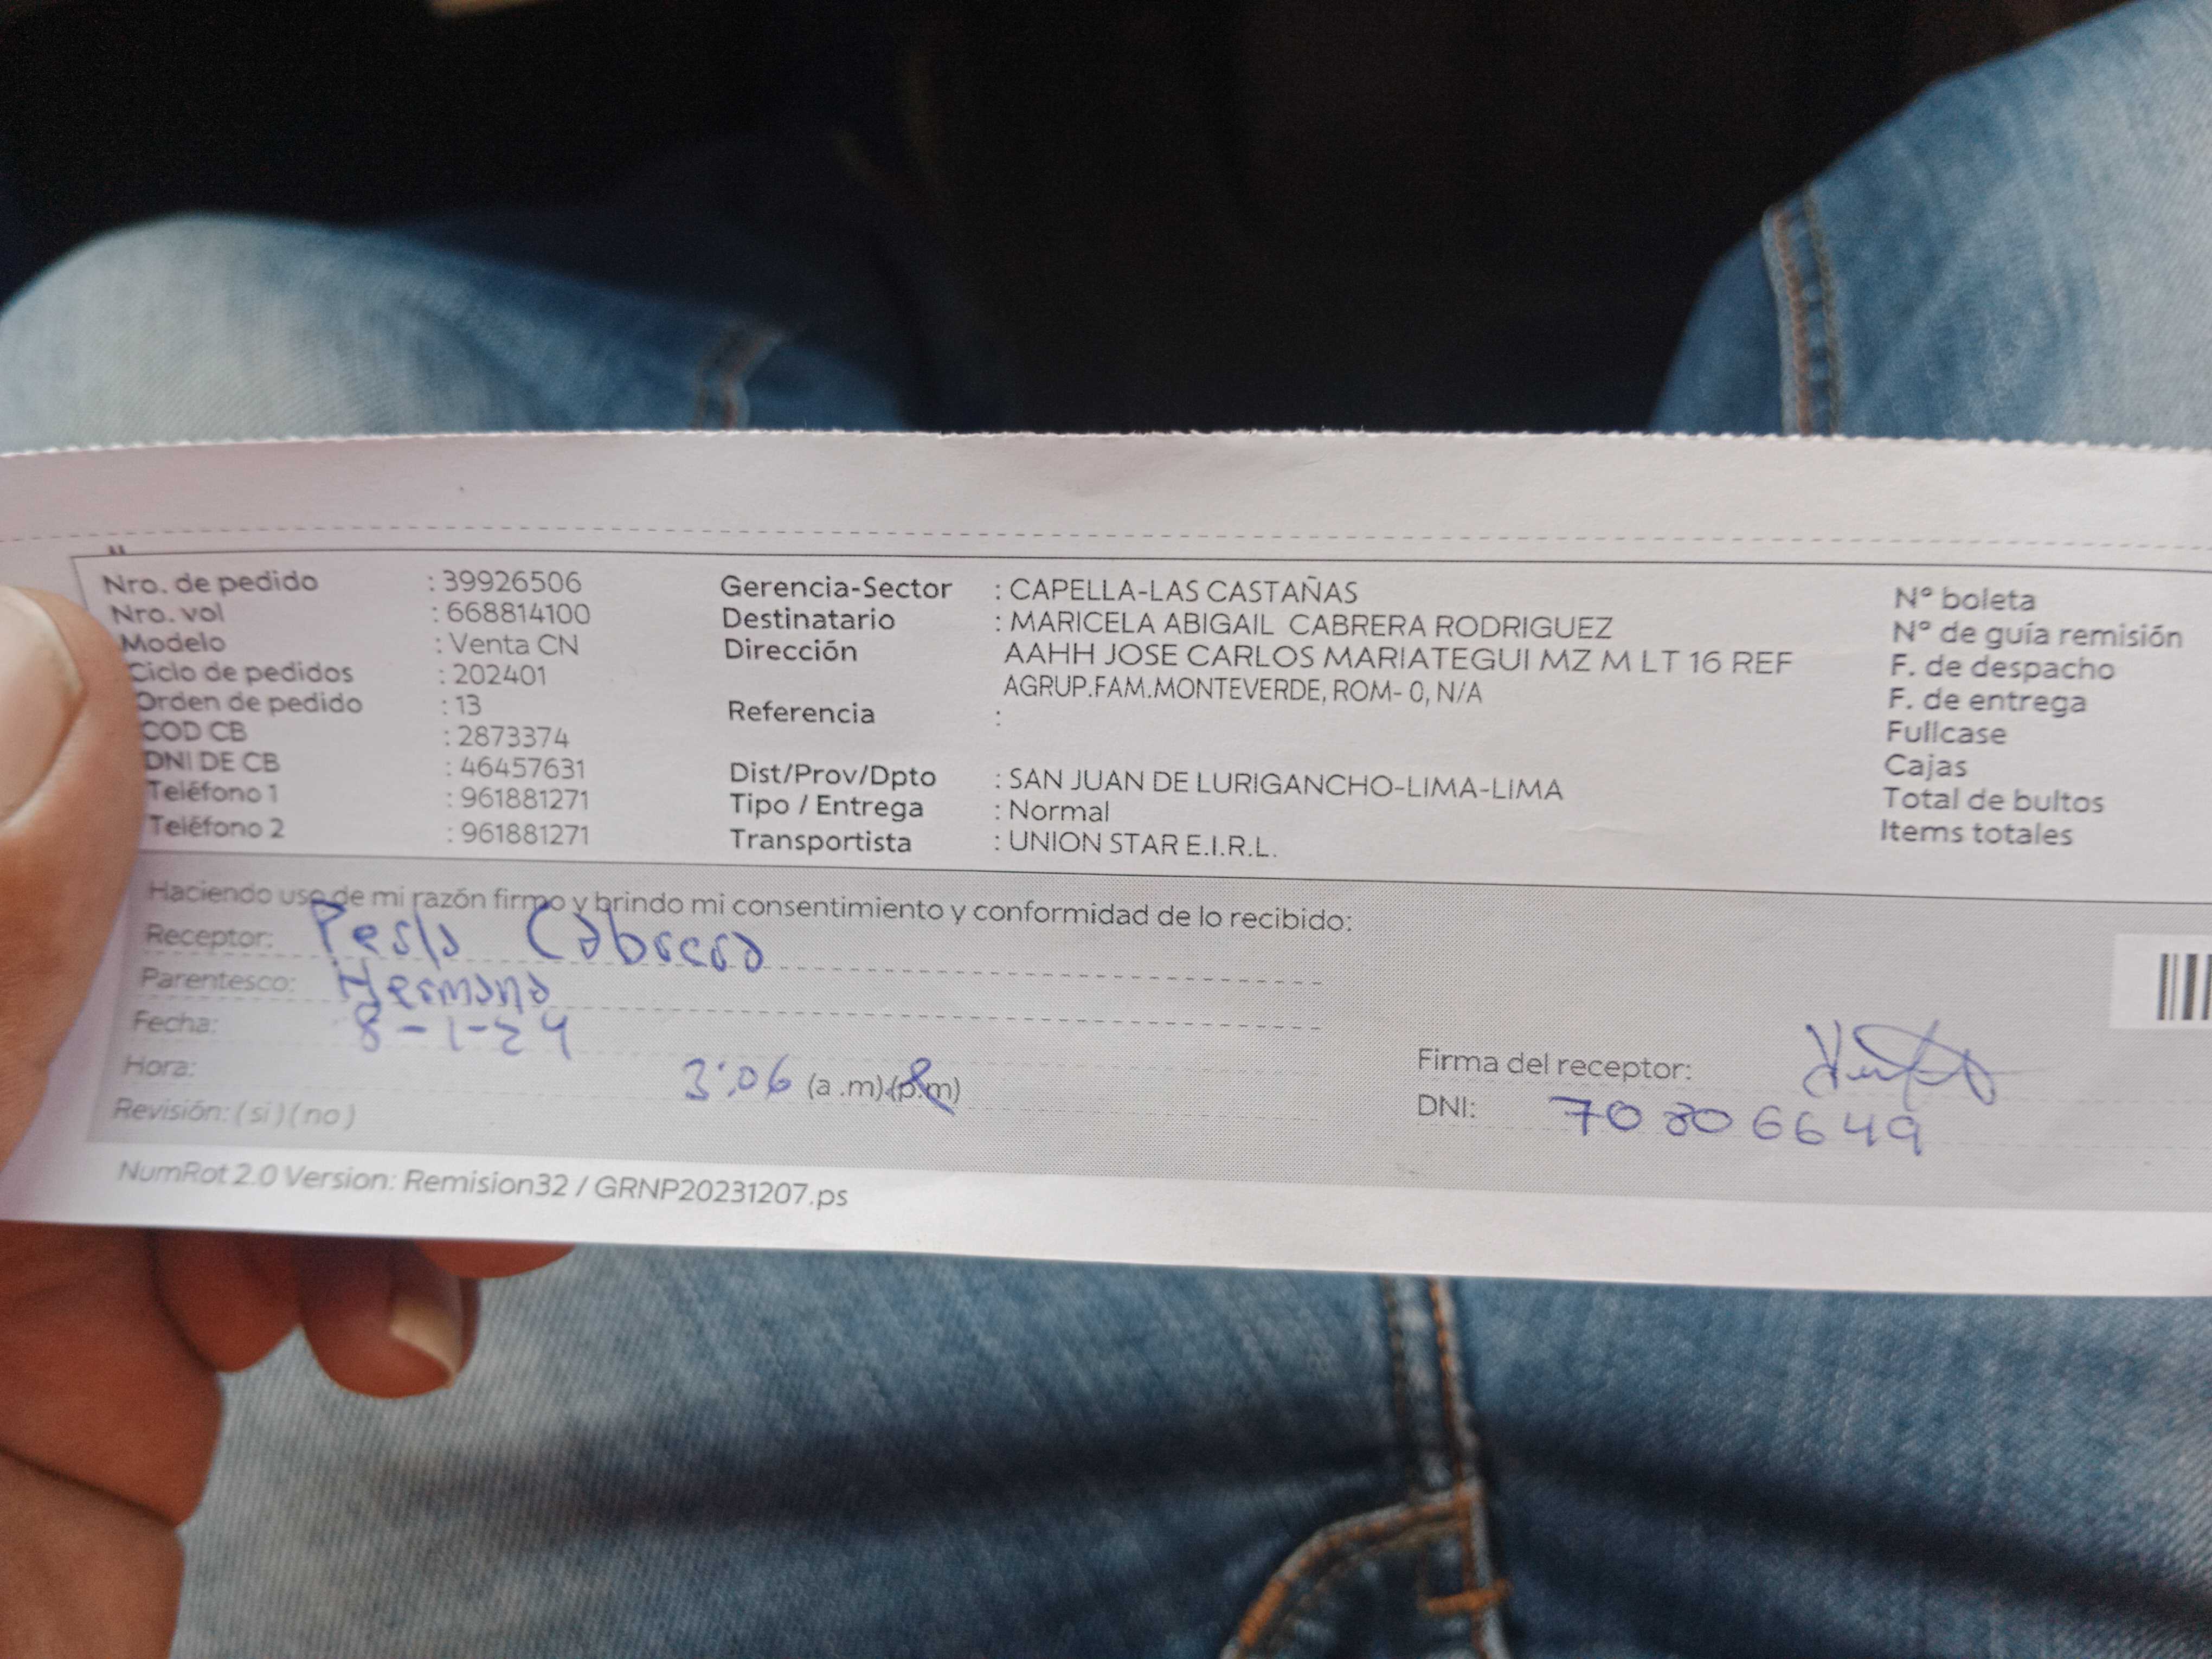 Nro. de pedido : 39926506
Nro. vol : 668814100
Modelo : Venta CN
Ciclo de pedidos : 202401
Orden de pedido : 13
COD CB : 2873374
DNI DE CB : 46457631
Teléfono 1 : 961881271
Teléfono 2 : 961881271
Gerencia-Sector : CAPELLA-LAS CASTAÑAS
Destinatario : MARICELA ABIGAIL CABRERA RODRIGUEZ
Dirección AAHH JOSE CARLOS MARIATEGUI MZ M LT 16 REF
AGRUP.FAM.MONTEVERDE, ROM- 0, N/A
Referencia :
Dist/Prov/Dpto : SAN JUAN DE LURIGANCHO-LIMA-LIMA
Tipo / Entrega : Normal
Transportista : UNION STAR E.I.R.L.
N° boleta
N° de guía remisión
F. de despacho
F. de entrega
Fullcase
Cajas
Total de bultos
Items totales
Haciendo uso de mi razón firmo y brindo mi consentimiento y conformidad de lo recibido:
Receptor: Perla Cabrera
Parentesco: Hermana
Fecha: 8-1-24
Hora: 3:06 (a .m) (p.m)
Revisión: ( si ) ( no )
Firma del receptor:
DNI: 70806649
NumRot 2.0 Version: Remision32 / GRNP20231207.ps